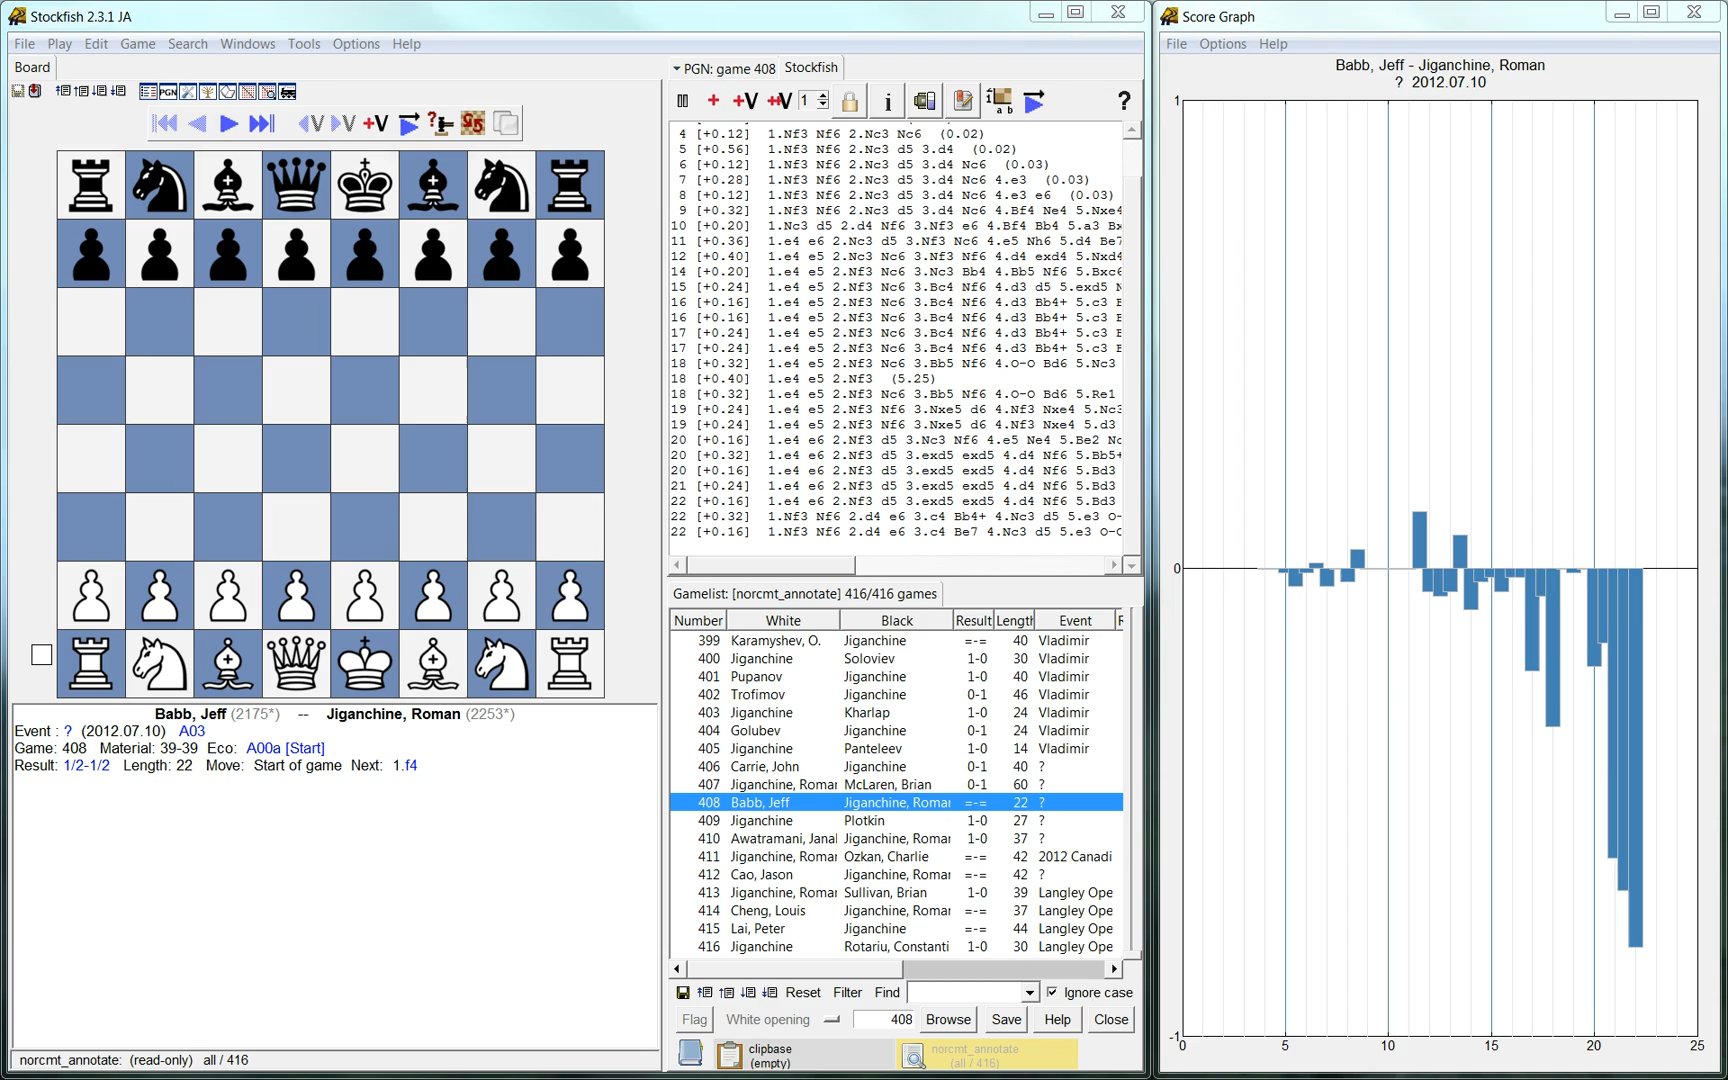 Stockfish 2.3.1 JA
File Play Edit Game Search Windows Tools Options Help
Board
PGN
+V
Babb, Jeff (2175*) -- Jiganchine, Roman (2253*)
Event : ? (2012.07.10) A03
Game: 408 Material: 39-39 Eco: A00a [Start]
Result: 1/2-1/2 Length: 22 Move: Start of game Next: 1.f4
norcmt_annotate: (read-only) all / 416
PGN: game 408 Stockfish
+ +V 1 i ?
4 [+0.12] 1.Nf3 Nf6 2.Nc3 Nc6 (0.02)
5 [+0.56] 1.Nf3 Nf6 2.Nc3 d5 3.d4 (0.02)
6 [+0.12] 1.Nf3 Nf6 2.Nc3 d5 3.d4 Nc6 (0.03)
7 [+0.28] 1.Nf3 Nf6 2.Nc3 d5 3.d4 Nc6 4.e3 (0.03)
8 [+0.12] 1.Nf3 Nf6 2.Nc3 d5 3.d4 Nc6 4.e3 e6 (0.03)
9 [+0.32] 1.Nf3 Nf6 2.Nc3 d5 3.d4 Nc6 4.Bf4 Ne4 5.Nxe4
10 [+0.20] 1.Nc3 d5 2.d4 Nf6 3.Nf3 e6 4.Bf4 Bb4 5.a3 Bx
11 [+0.36] 1.e4 e6 2.Nc3 d5 3.Nf3 Nc6 4.e5 Nh6 5.d4 Be7
12 [+0.40] 1.e4 e5 2.Nc3 Nc6 3.Nf3 Nf6 4.d4 exd4 5.Nxd4
14 [+0.20] 1.e4 e5 2.Nf3 Nc6 3.Nc3 Bb4 4.Bb5 Nf6 5.Bxc6
15 [+0.24] 1.e4 e5 2.Nf3 Nc6 3.Bc4 Nf6 4.d3 d5 5.exd5 N
16 [+0.16] 1.e4 e5 2.Nf3 Nc6 3.Bc4 Nf6 4.d3 Bb4+ 5.c3 B
16 [+0.16] 1.e4 e5 2.Nf3 Nc6 3.Bc4 Nf6 4.d3 Bb4+ 5.c3 B
17 [+0.24] 1.e4 e5 2.Nf3 Nc6 3.Bc4 Nf6 4.d3 Bb4+ 5.c3 B
17 [+0.24] 1.e4 e5 2.Nf3 Nc6 3.Bc4 Nf6 4.d3 Bb4+ 5.c3 B
18 [+0.32] 1.e4 e5 2.Nf3 Nc6 3.Bb5 Nf6 4.O-O Bd6 5.Nc3
18 [+0.40] 1.e4 e5 2.Nf3 (5.25)
18 [+0.32] 1.e4 e5 2.Nf3 Nc6 3.Bb5 Nf6 4.O-O Bd6 5.Re1
19 [+0.24] 1.e4 e5 2.Nf3 Nf6 3.Nxe5 d6 4.Nf3 Nxe4 5.Nc3
19 [+0.24] 1.e4 e5 2.Nf3 Nf6 3.Nxe5 d6 4.Nf3 Nxe4 5.d3
20 [+0.16] 1.e4 e6 2.Nf3 d5 3.Nc3 Nf6 4.e5 Ne4 5.Be2 Nc
20 [+0.32] 1.e4 e6 2.Nf3 d5 3.exd5 exd5 4.d4 Nf6 5.Bb5+
20 [+0.16] 1.e4 e6 2.Nf3 d5 3.exd5 exd5 4.d4 Nf6 5.Bd3
21 [+0.24] 1.e4 e6 2.Nf3 d5 3.exd5 exd5 4.d4 Nf6 5.Bd3
22 [+0.16] 1.e4 e6 2.Nf3 d5 3.exd5 exd5 4.d4 Nf6 5.Bd3
22 [+0.32] 1.Nf3 Nf6 2.d4 e6 3.c4 Bb4+ 4.Nc3 d5 5.e3 O-
22 [+0.16] 1.Nf3 Nf6 2.d4 e6 3.c4 Be7 4.Nc3 d5 5.e3 O-O
Gamelist: [norcmt_annotate] 416/416 games
Number White Black Result Length Event
399 Karamyshev, O. Jiganchine =-= 40 Vladimir
400 Jiganchine Soloviev 1-0 30 Vladimir
401 Pupanov Jiganchine 1-0 40 Vladimir
402 Trofimov Jiganchine 0-1 46 Vladimir
403 Jiganchine Kharlap 1-0 24 Vladimir
404 Golubev Jiganchine 0-1 24 Vladimir
405 Jiganchine Panteleev 1-0 14 Vladimir
406 Carrie, John Jiganchine 0-1 40 ?
407 Jiganchine, Romar McLaren, Brian 0-1 60 ?
408 Babb, Jeff Jiganchine, Romar =-= 22 ?
409 Jiganchine Plotkin 1-0 27 ?
410 Awatramani, Janal Jiganchine, Romar 1-0 37 ?
411 Jiganchine, Romar Ozkan, Charlie =-= 42 2012 Canadi
412 Cao, Jason Jiganchine, Romar =-= 42 ?
413 Jiganchine, Romar Sullivan, Brian 1-0 39 Langley Ope
414 Cheng, Louis Jiganchine, Romar =-= 37 Langley Ope
415 Lai, Peter Jiganchine =-= 44 Langley Ope
416 Jiganchine Rotariu, Constanti 1-0 30 Langley Ope
Reset Filter Find Ignore case
Flag White opening 408 Browse Save Help Close
clipbase
(empty)
norcmt_annotate
(all / 416)
Score Graph
File Options Help
Babb, Jeff - Jiganchine, Roman
? 2012.07.10
1
0
-1
0 5 10 15 20 25